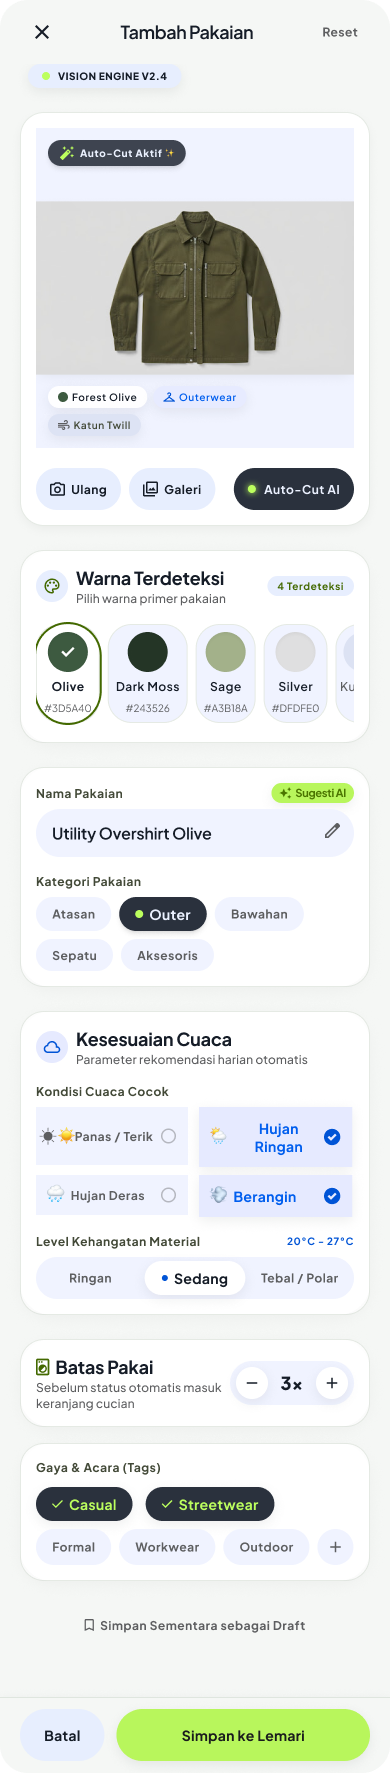 Tambah Pakaian
Reset
VISION ENGINE V2.4
Auto-Cut Aktif ✨
Forest Olive
Outerwear
Katun Twill
Ulang
Galeri
Auto-Cut AI
Warna Terdeteksi
Pilih warna primer pakaian
4 Terdeteksi
Olive
#3D5A40
Dark Moss
#243526
Sage
#A3B18A
Silver
#DFDFE0
Ku
Nama Pakaian
Sugesti AI
Utility Overshirt Olive
Kategori Pakaian
Atasan
Outer
Bawahan
Sepatu
Aksesoris
Kesesuaian Cuaca
Parameter rekomendasi harian otomatis
Kondisi Cuaca Cocok
☀️Panas / Terik
Hujan
Ringan
Hujan Deras
Berangin
Level Kehangatan Material
20°C - 27°C
Ringan
Sedang
Tebal / Polar
Batas Pakai
Sebelum status otomatis masuk
keranjang cucian
− 3× +
Gaya & Acara (Tags)
Casual
Streetwear
Formal
Workwear
Outdoor
+
Simpan Sementara sebagai Draft
Batal
Simpan ke Lemari